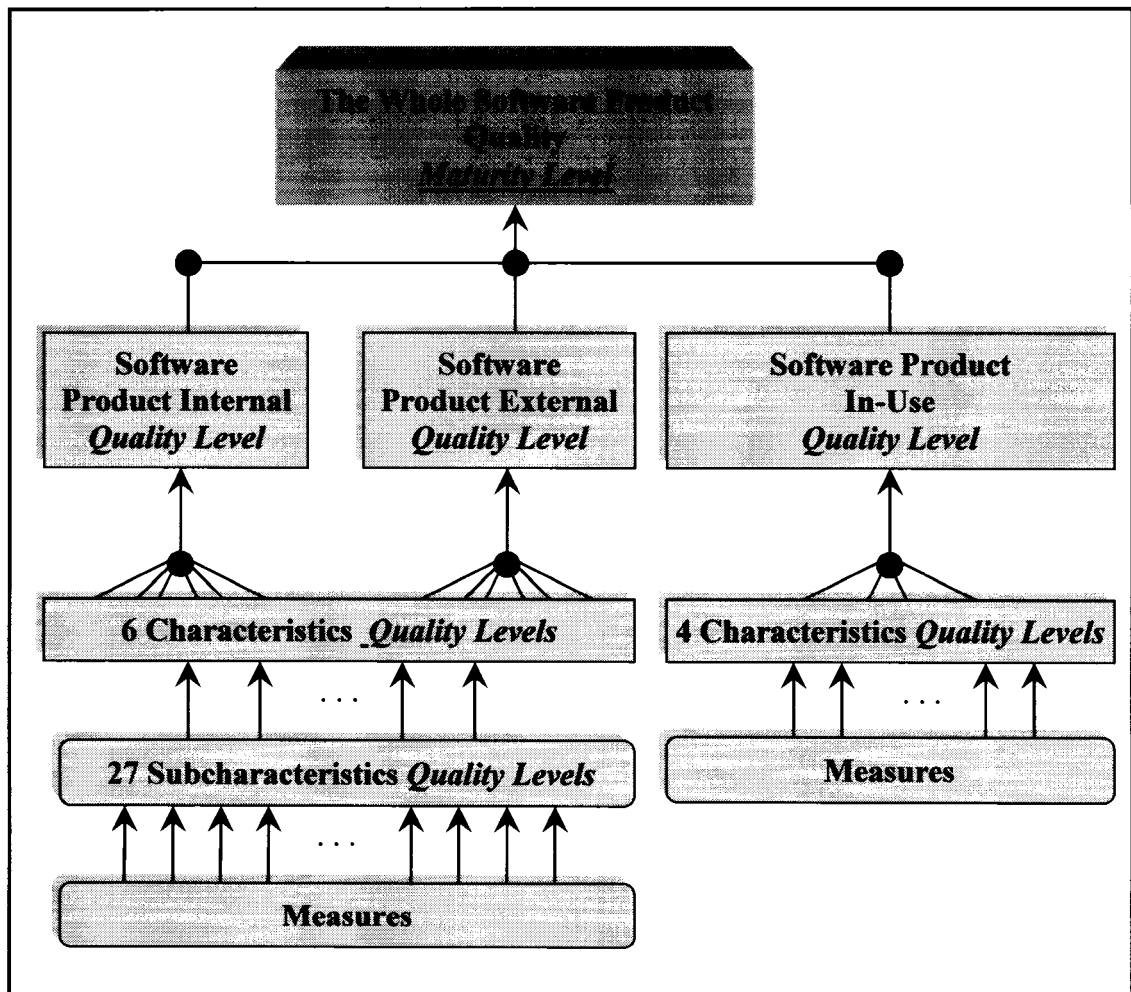 The Whole Software Product
Quality
Maturity Level
Software
Product Internal
Quality Level
Software
Product External
Quality Level
Software Product
In-Use
Quality Level
6 Characteristics Quality Levels
4 Characteristics Quality Levels
. . .
. . .
27 Subcharacteristics Quality Levels
Measures
. . .
Measures